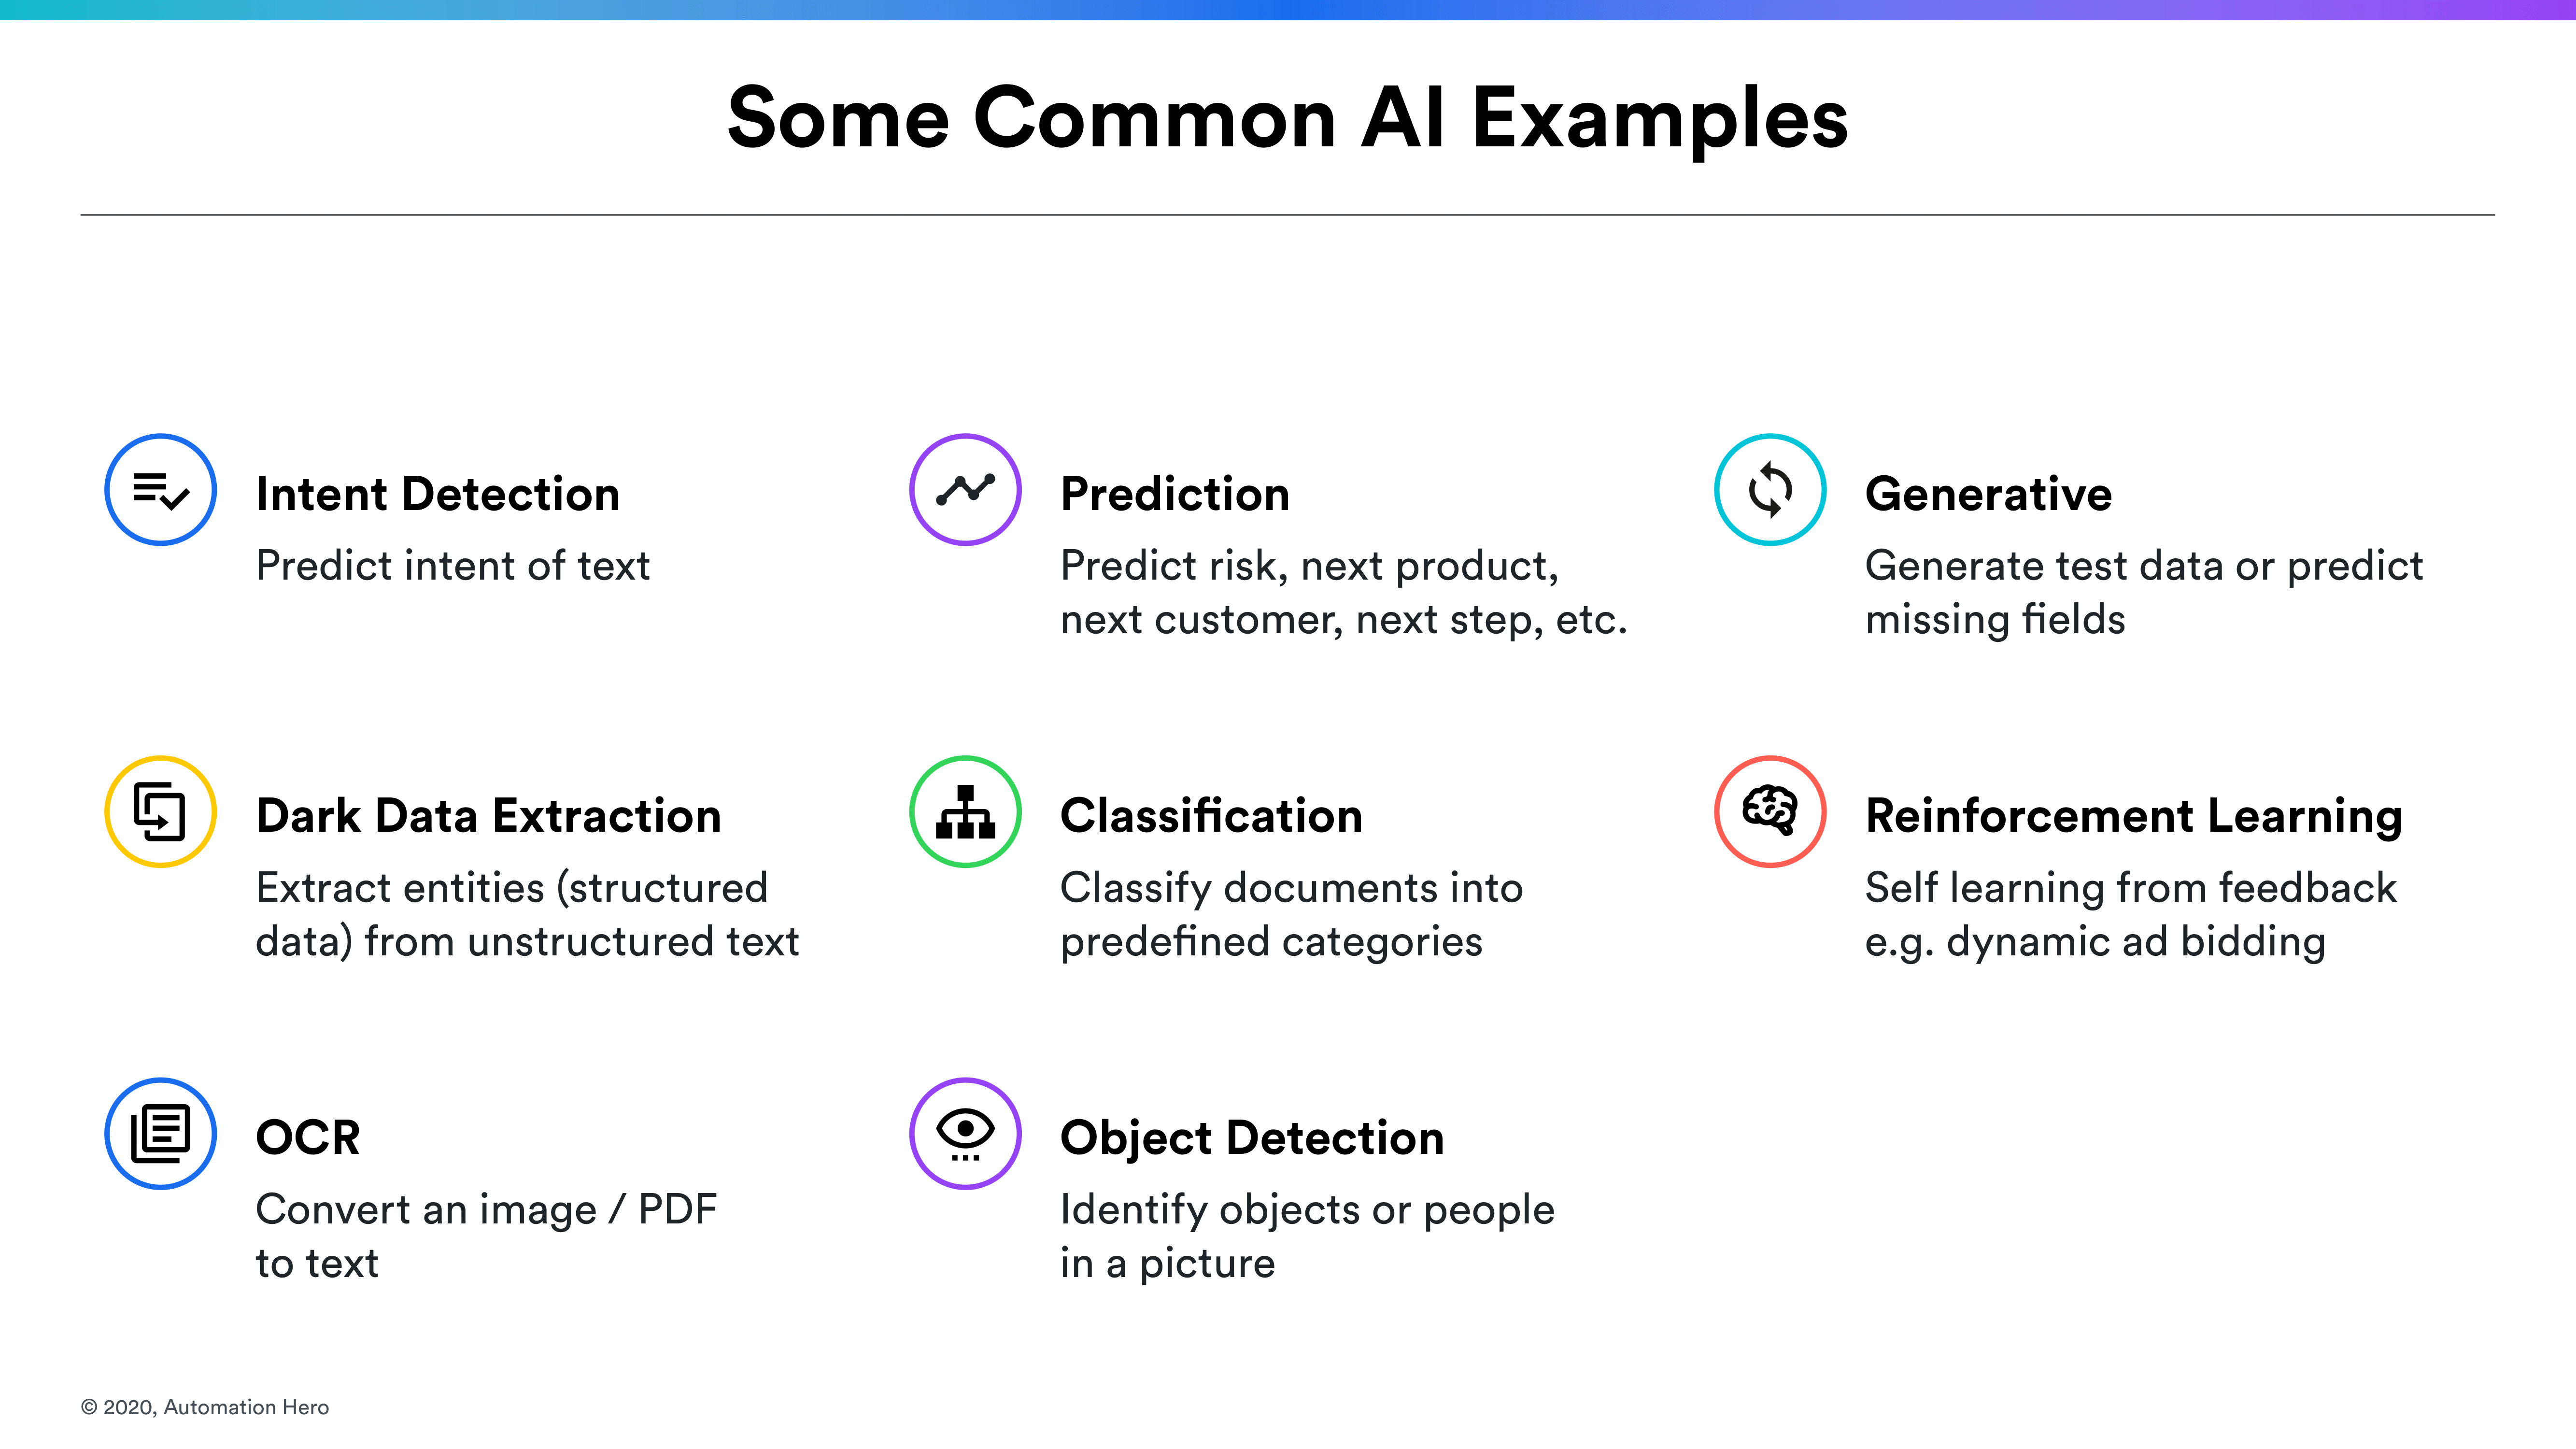 Some Common AI Examples
Intent Detection
Predict intent of text
Prediction
Predict risk, next product,
next customer, next step, etc.
Generative
Generate test data or predict
missing fields
Dark Data Extraction
Extract entities (structured
data) from unstructured text
Classification
Classify documents into
predefined categories
Reinforcement Learning
Self learning from feedback
e.g. dynamic ad bidding
OCR
Convert an image / PDF
to text
Object Detection
Identify objects or people
in a picture
© 2020, Automation Hero